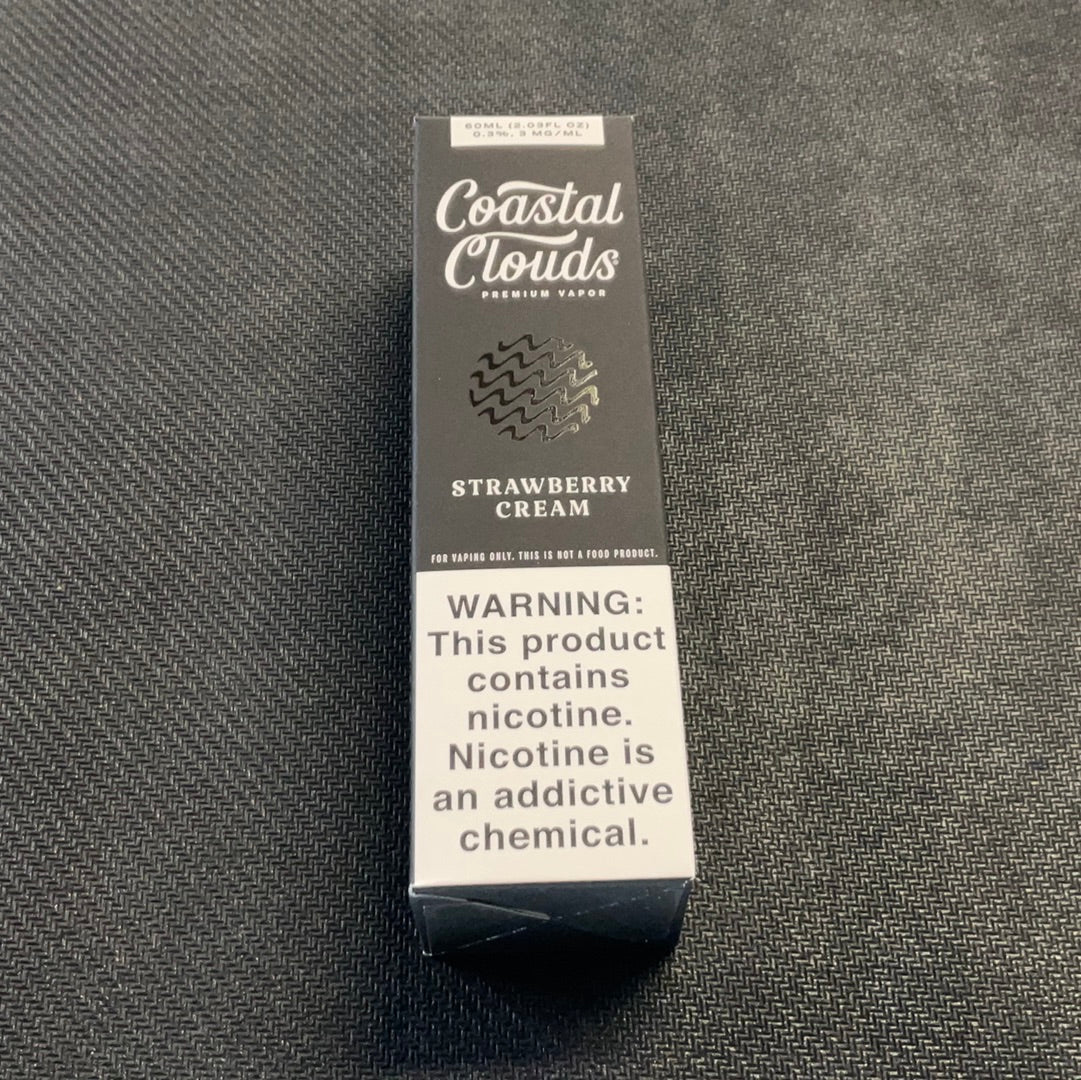 60ML (2.03FL OZ)
0.3%, 3 MG/ML
Coastal
Clouds
PREMIUM VAPOR
STRAWBERRY
CREAM
FOR VAPING ONLY. THIS IS NOT A FOOD PRODUCT.
WARNING:
This product
contains
nicotine.
Nicotine is
an addictive
chemical.